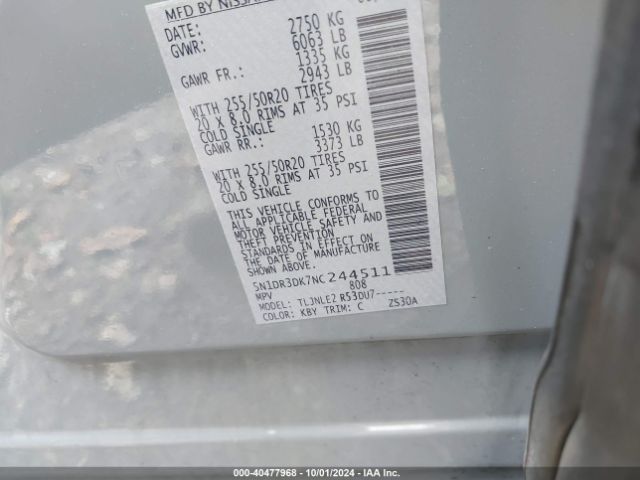 MFD BY NISSAN
DATE:
GVWR: 2750 KG
6063 LB
GAWR FR.: 1335 KG
2943 LB
WITH 255/50R20 TIRES
20 X 8.0 RIMS AT 35 PSI
COLD SINGLE
GAWR RR.: 1530 KG
3373 LB
WITH 255/50R20 TIRES
20 X 8.0 RIMS AT 35 PSI
COLD SINGLE
THIS VEHICLE CONFORMS TO
ALL APPLICABLE FEDERAL
MOTOR VEHICLE SAFETY AND
THEFT PREVENTION
STANDARDS IN EFFECT ON
THE DATE OF MANUFACTURE
SHOWN ABOVE.
5N1DR3DK7NC244511
MPV 808
MODEL: TLJNLE2 R53DU7-----
COLOR: KBY TRIM: C Z530A
000-40477968 | 10/01/2024 | IAA Inc.